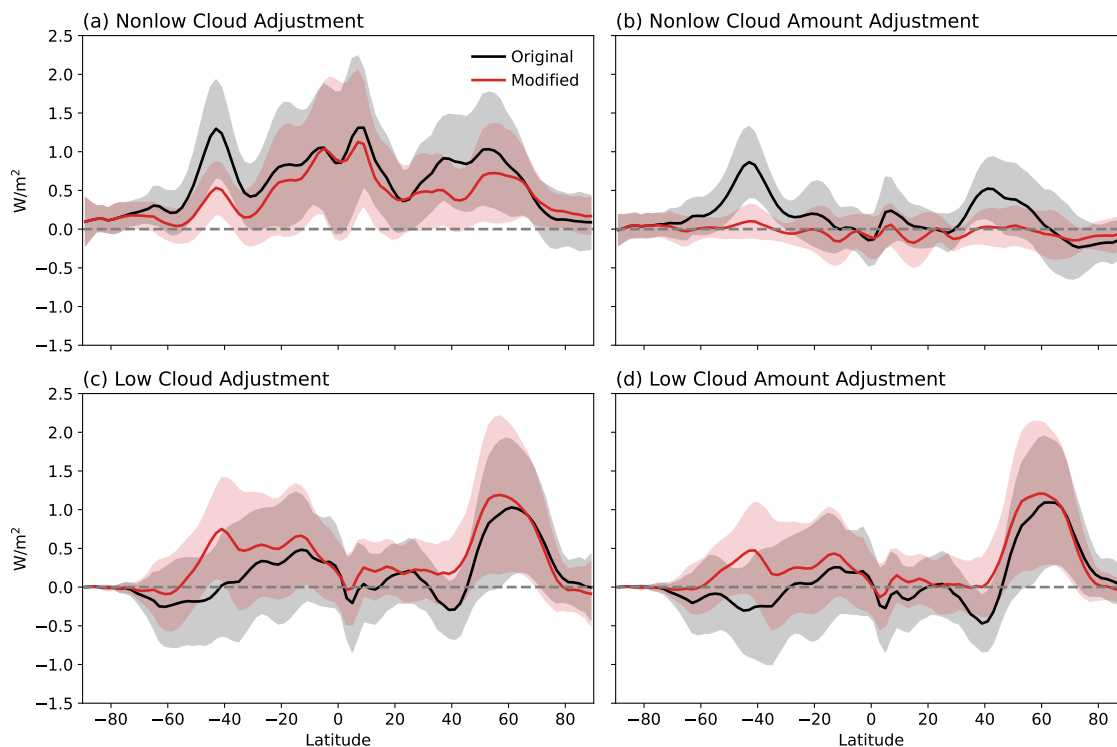 (a) Nonlow Cloud Adjustment
(b) Nonlow Cloud Amount Adjustment
2.5
2.0
1.5
1.0
0.5
0.0
−0.5
−1.0
−1.5
W/m²
Original
Modified
(c) Low Cloud Adjustment
(d) Low Cloud Amount Adjustment
2.5
2.0
1.5
1.0
0.5
0.0
−0.5
−1.0
−1.5
W/m²
−80 −60 −40 −20 0 20 40 60 80
−80 −60 −40 −20 0 20 40 60 80
Latitude
Latitude